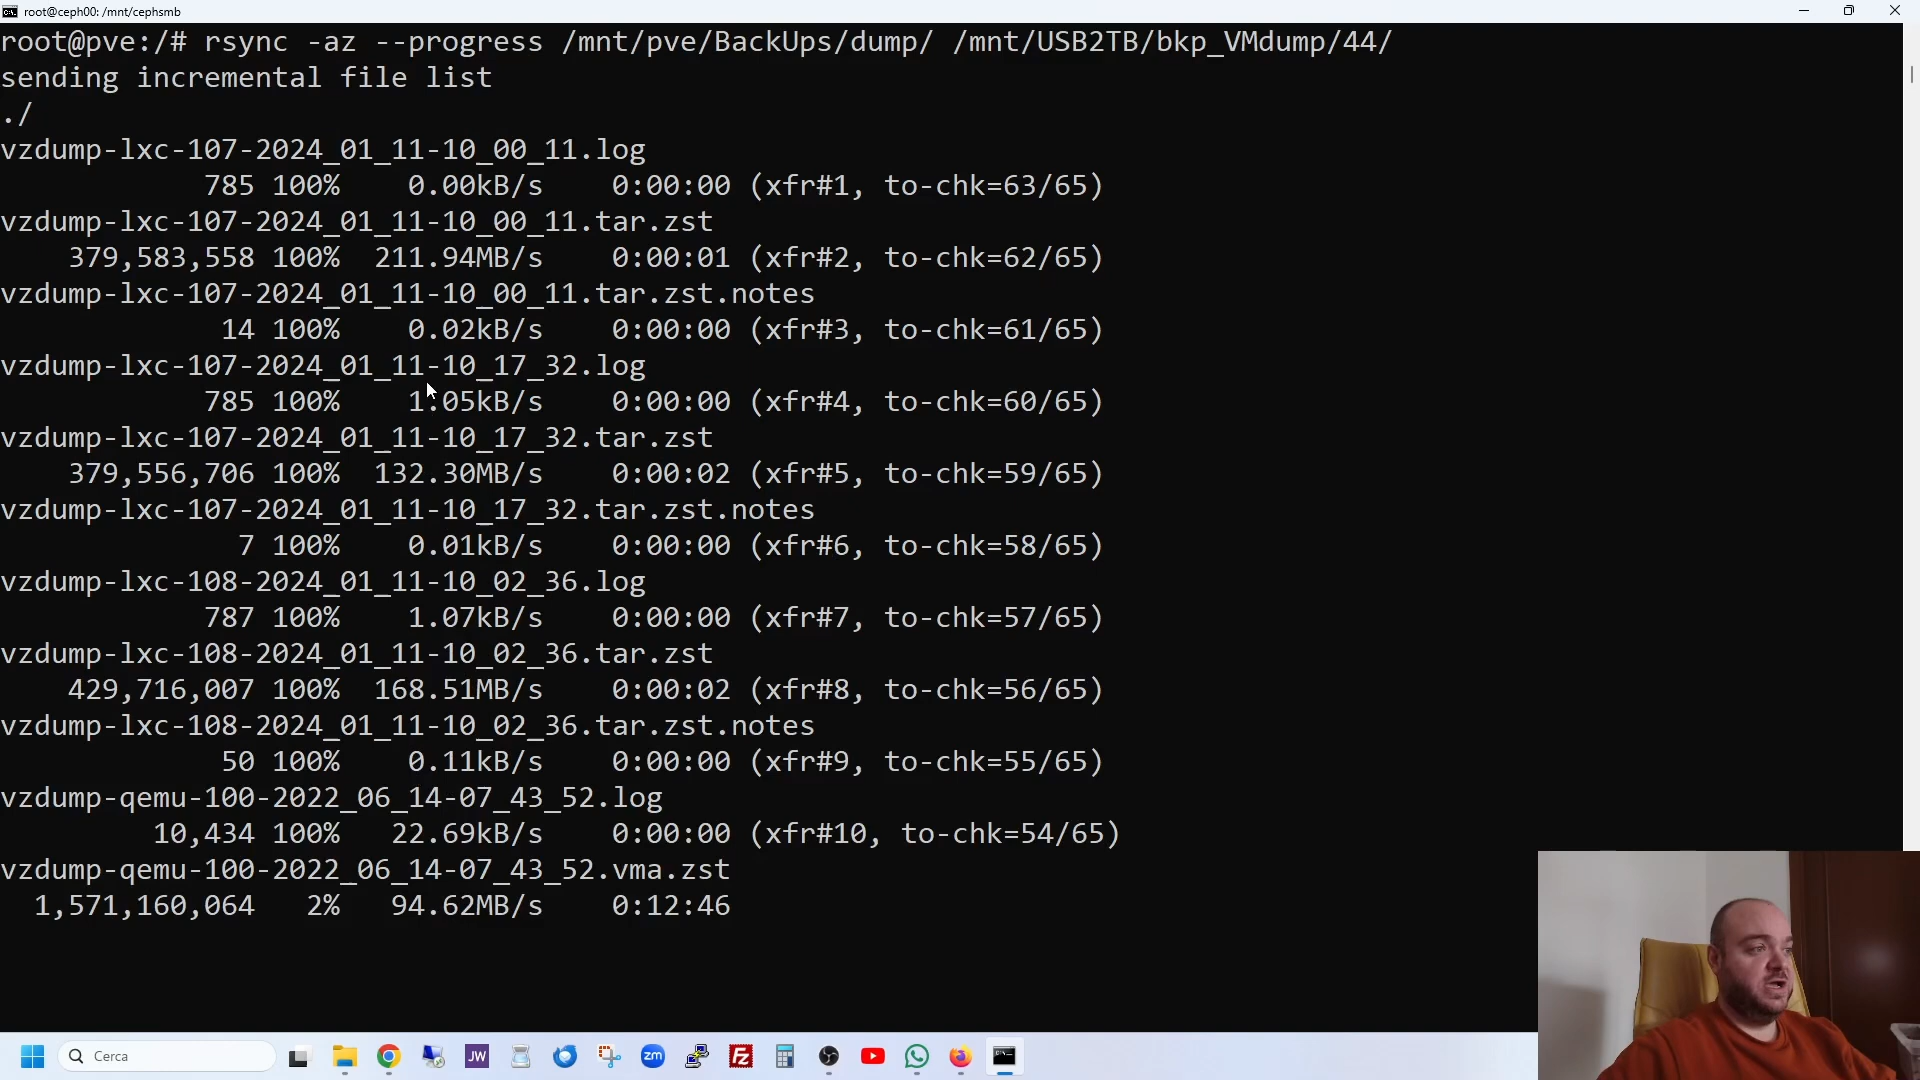 root@ceph00: /mnt/cephsmb
root@pve:/# rsync -az --progress /mnt/pve/BackUps/dump/ /mnt/USB2TB/bkp_VMdump/44/
sending incremental file list
./
vzdump-lxc-107-2024_01_11-10_00_11.log
785 100% 0.00kB/s 0:00:00 (xfr#1, to-chk=63/65)
vzdump-lxc-107-2024_01_11-10_00_11.tar.zst
379,583,558 100% 211.94MB/s 0:00:01 (xfr#2, to-chk=62/65)
vzdump-lxc-107-2024_01_11-10_00_11.tar.zst.notes
14 100% 0.02kB/s 0:00:00 (xfr#3, to-chk=61/65)
vzdump-lxc-107-2024_01_11-10_17_32.log
785 100% 1.05kB/s 0:00:00 (xfr#4, to-chk=60/65)
vzdump-lxc-107-2024_01_11-10_17_32.tar.zst
379,556,706 100% 132.30MB/s 0:00:02 (xfr#5, to-chk=59/65)
vzdump-lxc-107-2024_01_11-10_17_32.tar.zst.notes
7 100% 0.01kB/s 0:00:00 (xfr#6, to-chk=58/65)
vzdump-lxc-108-2024_01_11-10_02_36.log
787 100% 1.07kB/s 0:00:00 (xfr#7, to-chk=57/65)
vzdump-lxc-108-2024_01_11-10_02_36.tar.zst
429,716,007 100% 168.51MB/s 0:00:02 (xfr#8, to-chk=56/65)
vzdump-lxc-108-2024_01_11-10_02_36.tar.zst.notes
50 100% 0.11kB/s 0:00:00 (xfr#9, to-chk=55/65)
vzdump-qemu-100-2022_06_14-07_43_52.log
10,434 100% 22.69kB/s 0:00:00 (xfr#10, to-chk=54/65)
vzdump-qemu-100-2022_06_14-07_43_52.vma.zst
1,571,160,064 2% 94.62MB/s 0:12:46
Cerca
JW
zm
FZ